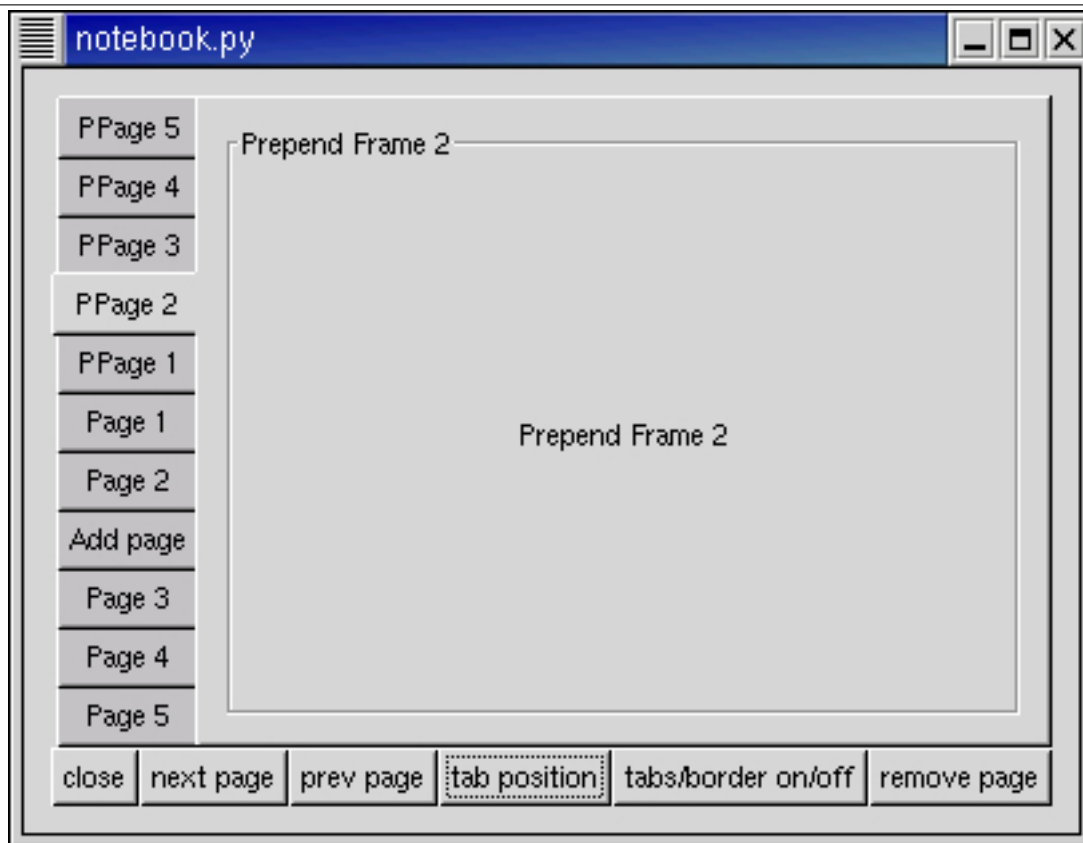 notebook.py
PPage 5
PPage 4
PPage 3
PPage 2
PPage 1
Page 1
Page 2
Add page
Page 3
Page 4
Page 5
Prepend Frame 2
Prepend Frame 2
close next page prev page tab position tabs/border on/off remove page